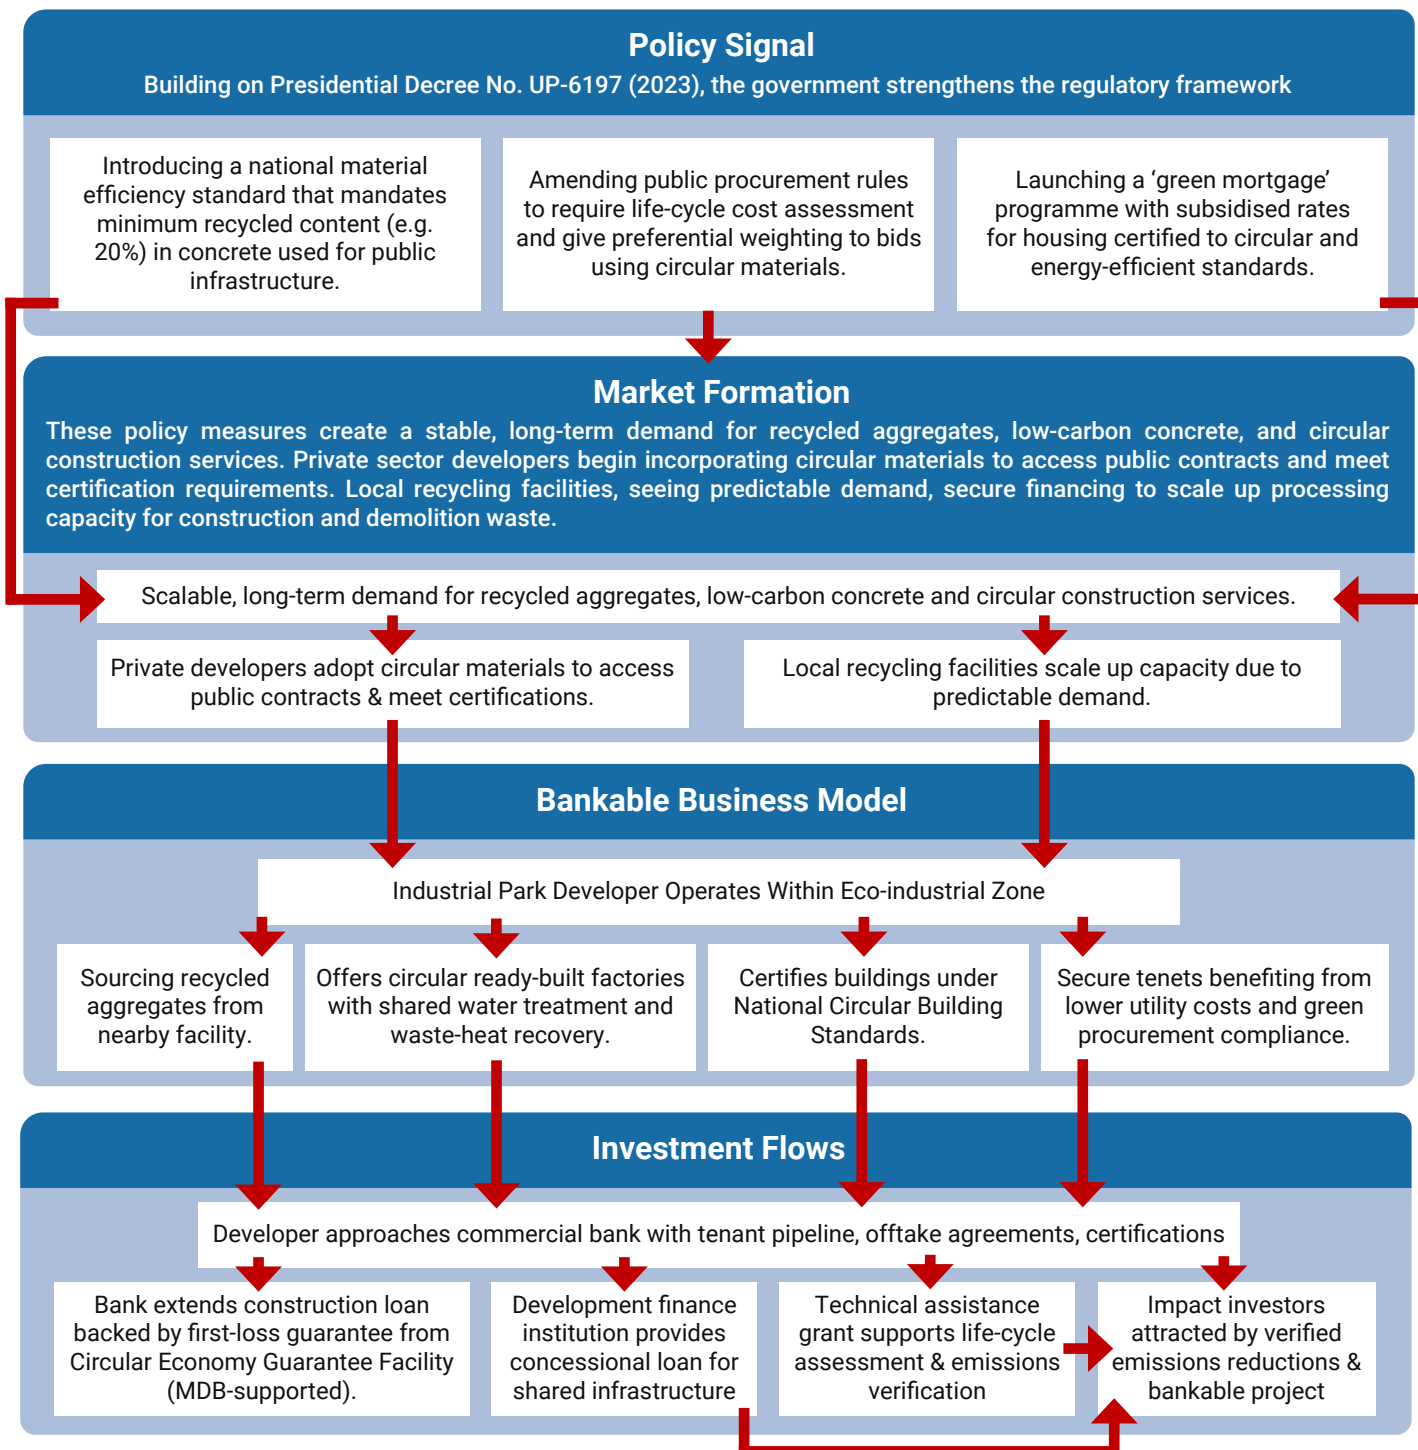 Policy Signal
Building on Presidential Decree No. UP-6197 (2023), the government strengthens the regulatory framework
Introducing a national material
efficiency standard that mandates
minimum recycled content (e.g.
20%) in concrete used for public
infrastructure.
Amending public procurement rules
to require life-cycle cost assessment
and give preferential weighting to bids
using circular materials.
Launching a ‘green mortgage’
programme with subsidised rates
for housing certified to circular and
energy-efficient standards.
Market Formation
These policy measures create a stable, long-term demand for recycled aggregates, low-carbon concrete, and circular
construction services. Private sector developers begin incorporating circular materials to access public contracts and meet
certification requirements. Local recycling facilities, seeing predictable demand, secure financing to scale up processing
capacity for construction and demolition waste.
Scalable, long-term demand for recycled aggregates, low-carbon concrete and circular construction services.
Private developers adopt circular materials to access
public contracts & meet certifications.
Local recycling facilities scale up capacity due to
predictable demand.
Bankable Business Model
Industrial Park Developer Operates Within Eco-industrial Zone
Sourcing recycled
aggregates from
nearby facility.
Offers circular ready-built factories
with shared water treatment and
waste-heat recovery.
Certifies buildings under
National Circular Building
Standards.
Secure tenets benefiting from
lower utility costs and green
procurement compliance.
Investment Flows
Developer approaches commercial bank with tenant pipeline, offtake agreements, certifications
Bank extends construction loan
backed by first-loss guarantee from
Circular Economy Guarantee Facility
(MDB-supported).
Development finance
institution provides
concessional loan for
shared infrastructure
Technical assistance
grant supports life-cycle
assessment & emissions
verification
Impact investors
attracted by verified
emissions reductions &
bankable project